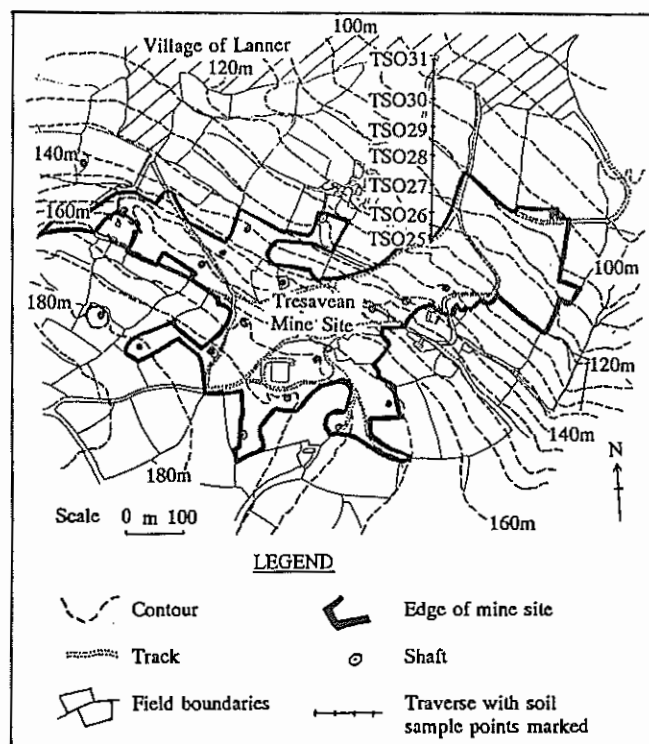 100m
Village of Lanner
120m
TSO31
TSO30
TSO29
TSO28
TSO27
TSO26
TSO25
140m
160m
180m
Tresavean
Mine Site
100m
120m
140m
160m
180m
N
Scale 0 m 100
LEGEND
Contour
Edge of mine site
Track
Shaft
Field boundaries
Traverse with soil
sample points marked